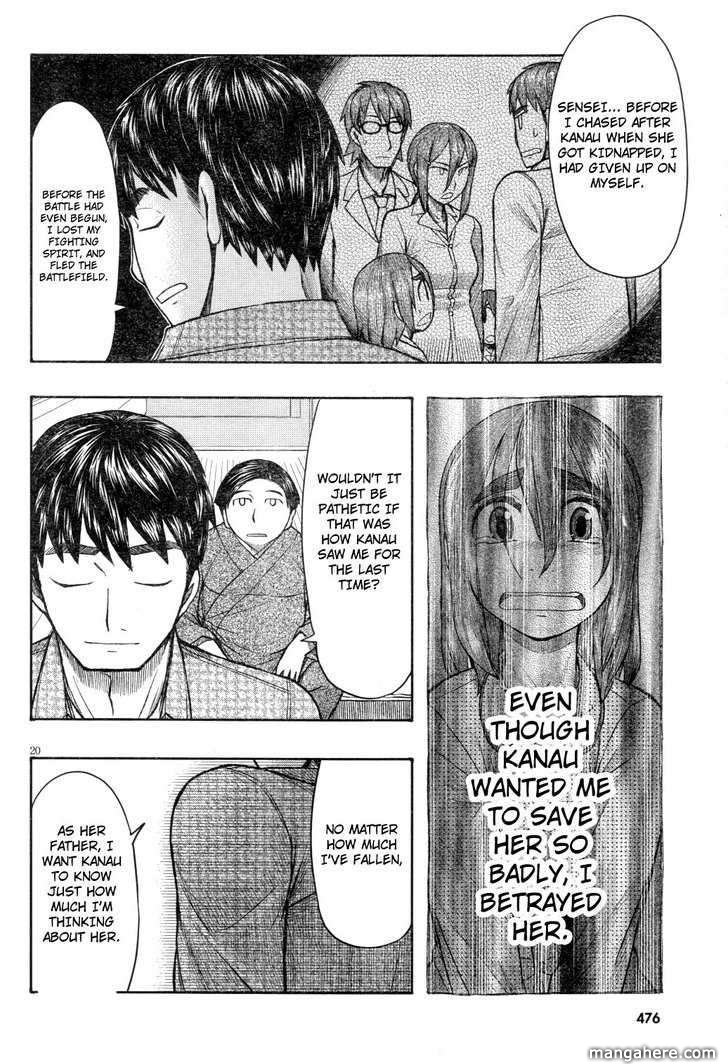 SENSEI... BEFORE
I CHASED AFTER
KANAU WHEN SHE
GOT KIDNAPPED, I
HAD GIVEN UP ON
MYSELF.
BEFORE THE
BATTLE HAD
EVEN BEGUN,
I LOST MY
FIGHTING
SPIRIT, AND
FLED THE
BATTLEFIELD.
EVEN
THOUGH
KANAU
WANTED ME
TO SAVE
HER SO
BADLY, I
BETRAYED
HER.
WOULDN'T IT
JUST BE
PATHETIC IF
THAT WAS
HOW KANAU
SAW ME FOR
THE LAST
TIME?
NO MATTER
HOW MUCH
I'VE FALLEN,
AS HER
FATHER, I
WANT KANAU
TO KNOW
JUST HOW
MUCH I'M
THINKING
ABOUT HER.
20
476
mangahere.com